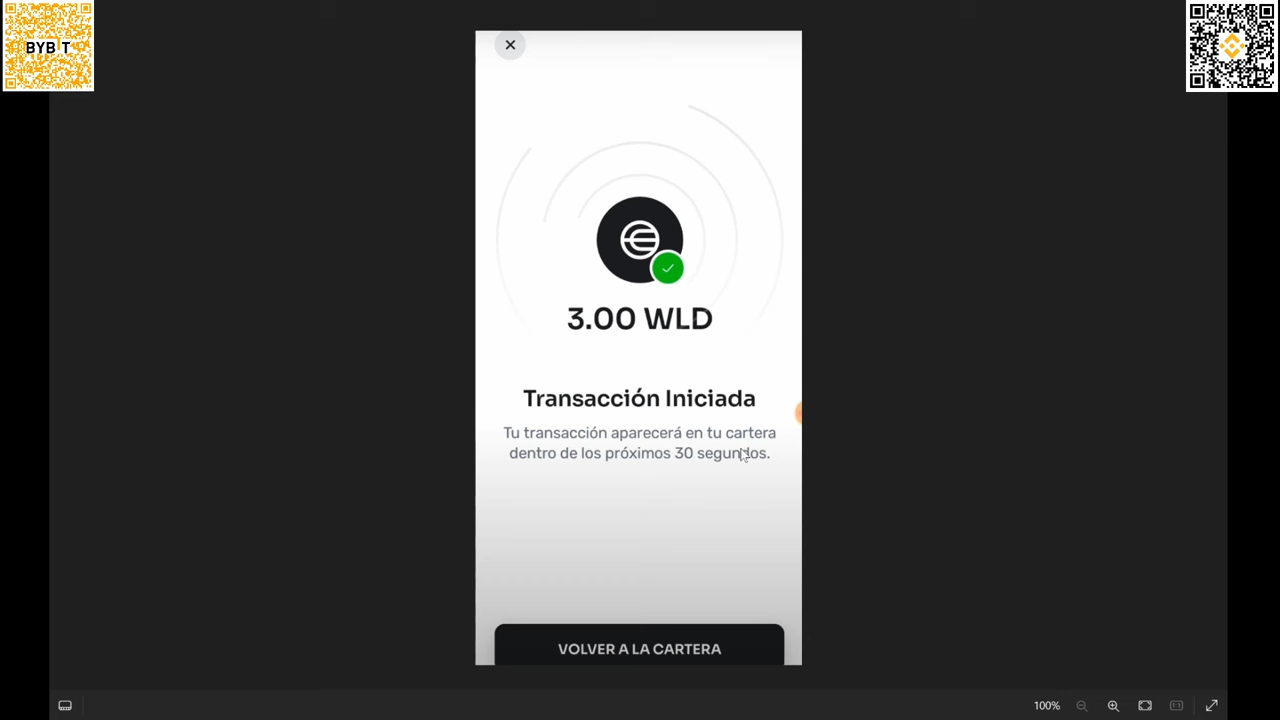 BYB T
3.00 WLD
Transacción Iniciada
Tu transacción aparecerá en tu cartera
dentro de los próximos 30 segundos.
VOLVER A LA CARTERA
100%